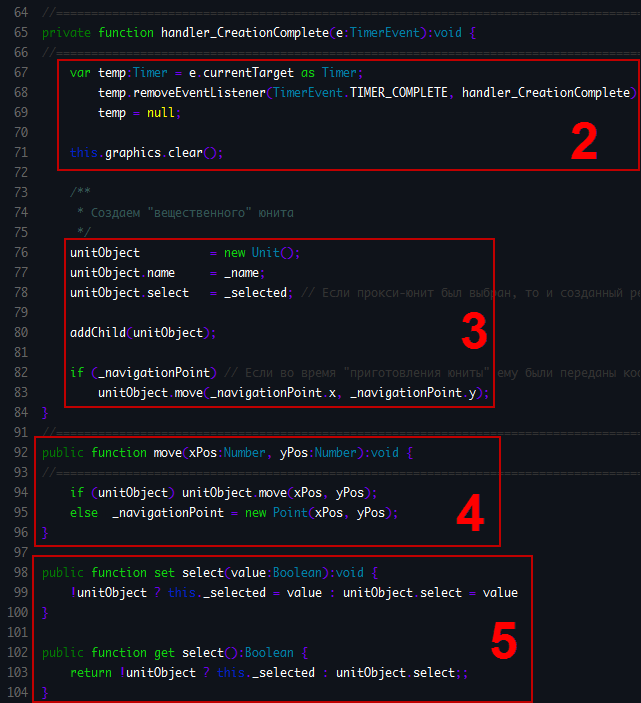 64 //====================================================================
65 private function handler_CreationComplete(e:TimerEvent):void {
66 //====================================================================
67 var temp:Timer = e.currentTarget as Timer;
68 temp.removeEventListener(TimerEvent.TIMER_COMPLETE, handler_CreationComplete)
69 temp = null;
70
71 this.graphics.clear();
2
72
73 /**
74 * Создаем "вещественного" юнита
75 */
76 unitObject = new Unit();
77 unitObject.name = _name;
78 unitObject.select = _selected; // Если прокси-юнит был выбран, то и созданный
79
80 addChild(unitObject);
3
81
82 if (_navigationPoint) // Если во время "приготовления юниты" ему были переданы
83 unitObject.move(_navigationPoint.x, _navigationPoint.y);
84 }
91 //====================================================================
92 public function move(xPos:Number, yPos:Number):void {
93 //====================================================================
94 if (unitObject) unitObject.move(xPos, yPos);
95 else _navigationPoint = new Point(xPos, yPos);
4
96 }
97
98 public function set select(value:Boolean):void {
99 !unitObject ? this._selected = value : unitObject.select = value
100 }
101
102 public function get select():Boolean {
5
103 return !unitObject ? this._selected : unitObject.select;;
104 }